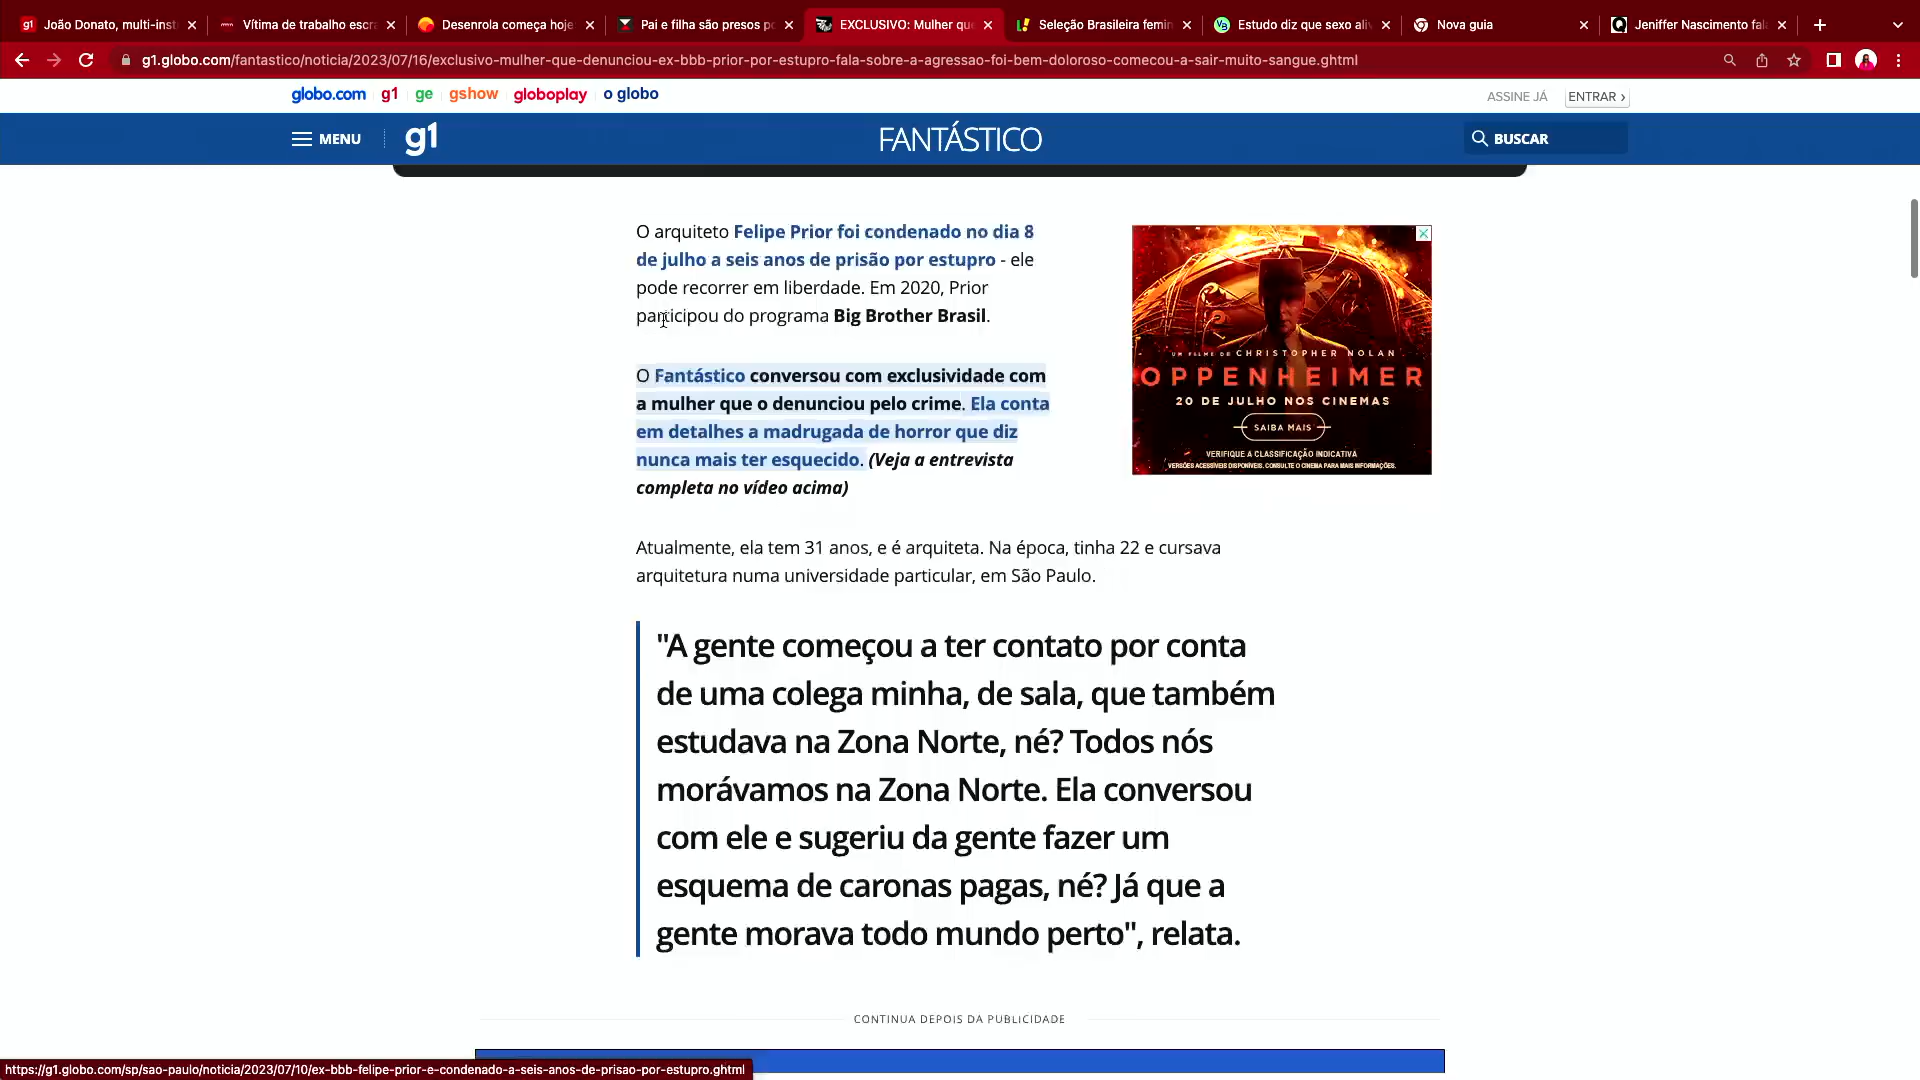 João Donato, multi-inst
Vítima de trabalho escra
Desenrola começa hoje
Pai e filha são presos po
EXCLUSIVO: Mulher que
Seleção Brasileira femin
Estudo diz que sexo aliv
Nova guia
Jeniffer Nascimento fala
g1.globo.com/fantastico/noticia/2023/07/16/exclusivo-mulher-que-denunciou-ex-bbb-prior-por-estupro-fala-sobre-a-agressao-foi-bem-doloroso-comecou-a-sair-muito-sangue.ghtml
globo.com g1 ge gshow globoplay o globo
ASSINE JÁ ENTRAR ›
MENU g1 FANTÁSTICO BUSCAR
O arquiteto Felipe Prior foi condenado no dia 8
de julho a seis anos de prisão por estupro - ele
pode recorrer em liberdade. Em 2020, Prior
participou do programa Big Brother Brasil.
O Fantástico conversou com exclusividade com
a mulher que o denunciou pelo crime. Ela conta
em detalhes a madrugada de horror que diz
nunca mais ter esquecido. (Veja a entrevista
completa no vídeo acima)
UM FILME DE CHRISTOPHER NOLAN
OPPENHEIMER
20 DE JULHO NOS CINEMAS
SAIBA MAIS
VERIFIQUE A CLASSIFICAÇÃO INDICATIVA
VERSÕES ACESSÍVEIS DISPONÍVEIS. CONSULTE O CINEMA PARA MAIS INFORMAÇÕES.
Atualmente, ela tem 31 anos, e é arquiteta. Na época, tinha 22 e cursava
arquitetura numa universidade particular, em São Paulo.
"A gente começou a ter contato por conta
de uma colega minha, de sala, que também
estudava na Zona Norte, né? Todos nós
morávamos na Zona Norte. Ela conversou
com ele e sugeriu da gente fazer um
esquema de caronas pagas, né? Já que a
gente morava todo mundo perto", relata.
CONTINUA DEPOIS DA PUBLICIDADE
https://g1.globo.com/sp/sao-paulo/noticia/2023/07/10/ex-bbb-felipe-prior-e-condenado-a-seis-anos-de-prisao-por-estupro.ghtml